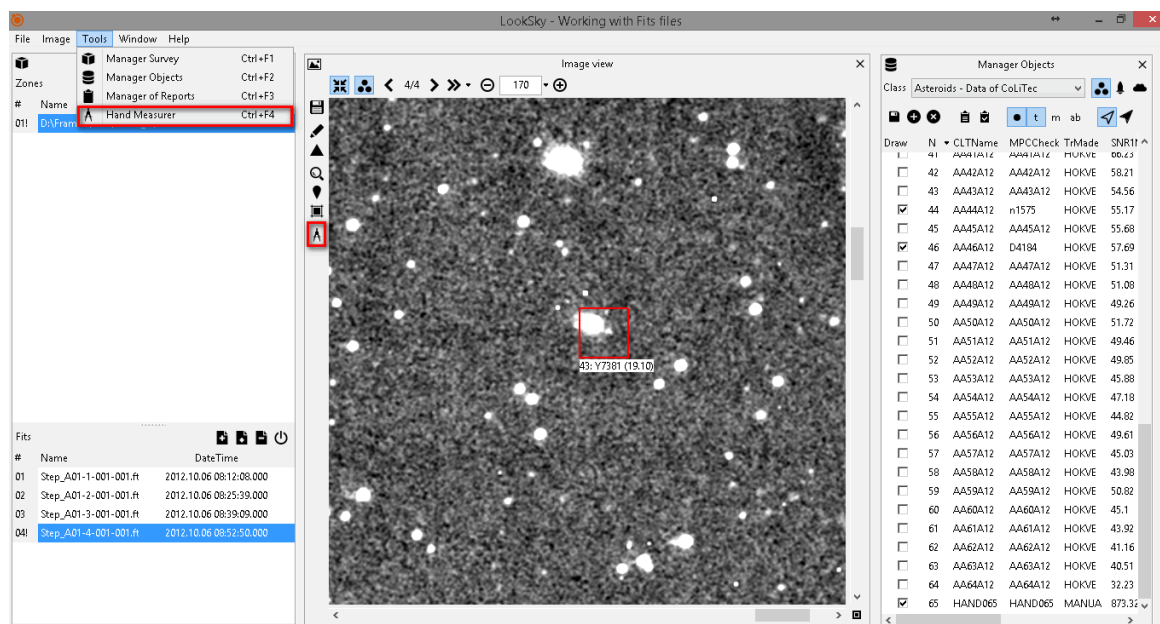 LookSky - Working with Fits files
File Image Tools Window Help
Manager Survey Ctrl+F1
Manager Objects Ctrl+F2
Manager of Reports Ctrl+F3
Hand Measurer Ctrl+F4
Zones
# Name
01!
Image view
4/4 170
43: Y7381 (19.10)
Fits
# Name DateTime
01 Step_A01-1-001-001.ft 2012.10.06 08:12:08.000
02 Step_A01-2-001-001.ft 2012.10.06 08:25:39.000
03 Step_A01-3-001-001.ft 2012.10.06 08:39:09.000
04! Step_A01-4-001-001.ft 2012.10.06 08:52:50.000
Manager Objects
Class Asteroids - Data of CoLiTec
t m ab
Draw N CLTName MPCCheck TrMade
41 AA41A12 AA41A12 HOKVE 66.23
42 AA42A12 AA42A12 HOKVE 58.21
43 AA43A12 AA43A12 HOKVE 54.56
44 AA44A12 n1575 HOKVE 55.17
45 AA45A12 AA45A12 HOKVE 55.68
46 AA46A12 D4184 HOKVE 57.69
47 AA47A12 AA47A12 HOKVE 51.31
48 AA48A12 AA48A12 HOKVE 51.08
49 AA49A12 AA49A12 HOKVE 49.26
50 AA50A12 AA50A12 HOKVE 51.72
51 AA51A12 AA51A12 HOKVE 49.46
52 AA52A12 AA52A12 HOKVE 49.85
53 AA53A12 AA53A12 HOKVE 45.88
54 AA54A12 AA54A12 HOKVE 47.18
55 AA55A12 AA55A12 HOKVE 44.82
56 AA56A12 AA56A12 HOKVE 49.61
57 AA57A12 AA57A12 HOKVE 45.03
58 AA58A12 AA58A12 HOKVE 43.98
59 AA59A12 AA59A12 HOKVE 50.82
60 AA60A12 AA60A12 HOKVE 45.1
61 AA61A12 AA61A12 HOKVE 43.92
62 AA62A12 AA62A12 HOKVE 41.16
63 AA63A12 AA63A12 HOKVE 40.51
64 AA64A12 AA64A12 HOKVE 32.23
65 HAND065 HAND065 MANUA 873.32